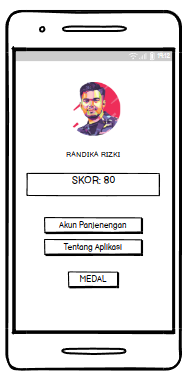 RANDIKA RIZKI
SKOR: 80
Akun Panjenengan
Tentang Aplikasi
MEDAL